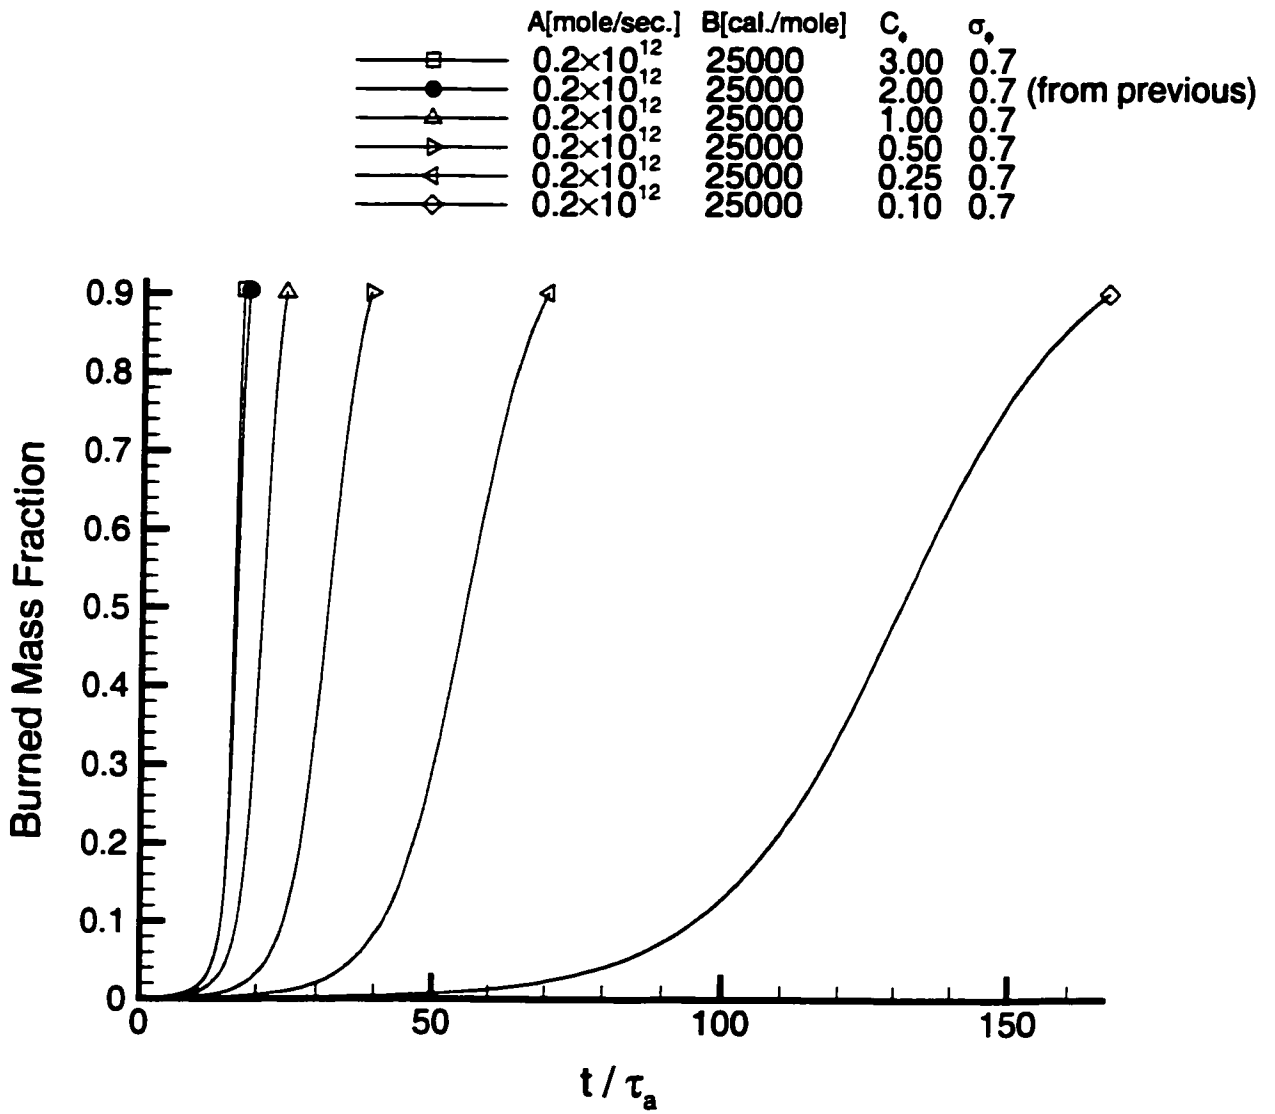 A[mole/sec.] B[cal./mole] Cφ σφ
0.2×10¹² 25000 3.00 0.7
0.2×10¹² 25000 2.00 0.7 (from previous)
0.2×10¹² 25000 1.00 0.7
0.2×10¹² 25000 0.50 0.7
0.2×10¹² 25000 0.25 0.7
0.2×10¹² 25000 0.10 0.7
Burned Mass Fraction
0.9
0.8
0.7
0.6
0.5
0.4
0.3
0.2
0.1
0
0 50 100 150
t / τₐ